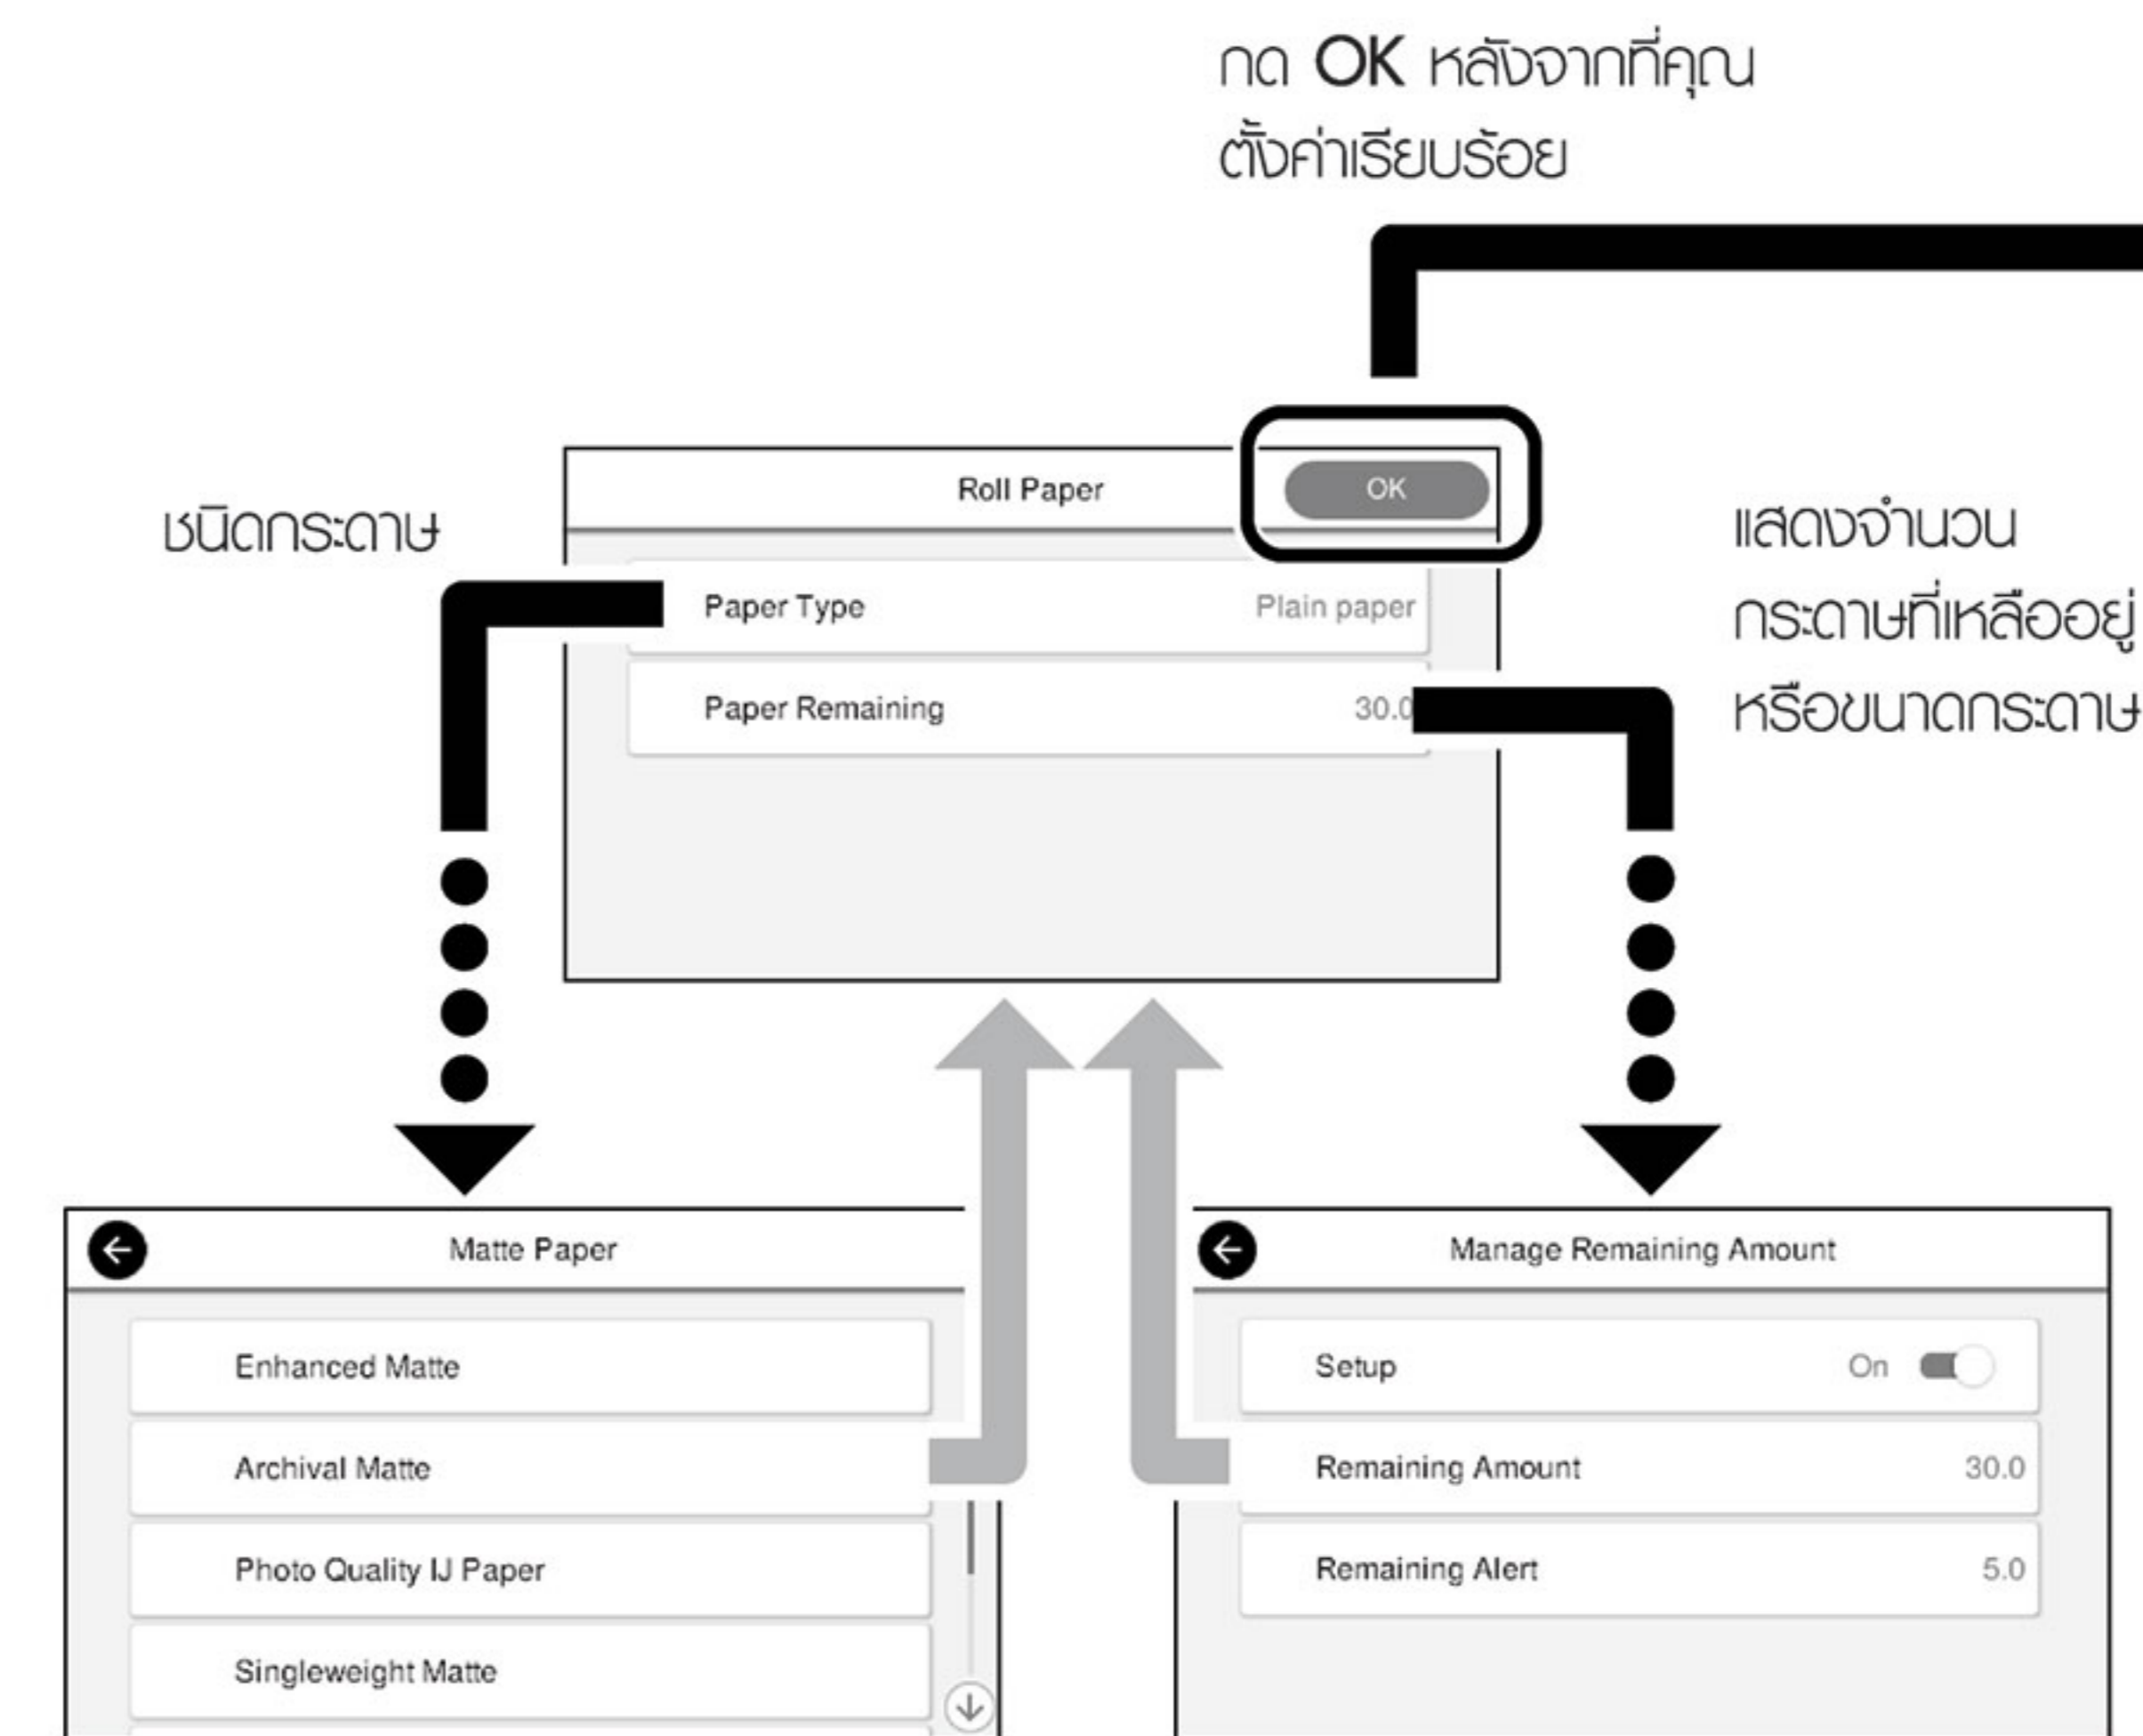 กด OK หลังจากที่คุณ
ตั้งค่าเรียบร้อย
Roll Paper
OK
ชนิดกระดาษ
Paper Type
Plain paper
Paper Remaining
30.0
แสดงจำนวน
กระดาษที่เหลืออยู่
หรือขนาดกระดาษ
Matte Paper
Enhanced Matte
Archival Matte
Photo Quality IJ Paper
Singleweight Matte
Manage Remaining Amount
Setup
On
Remaining Amount
30.0
Remaining Alert
5.0